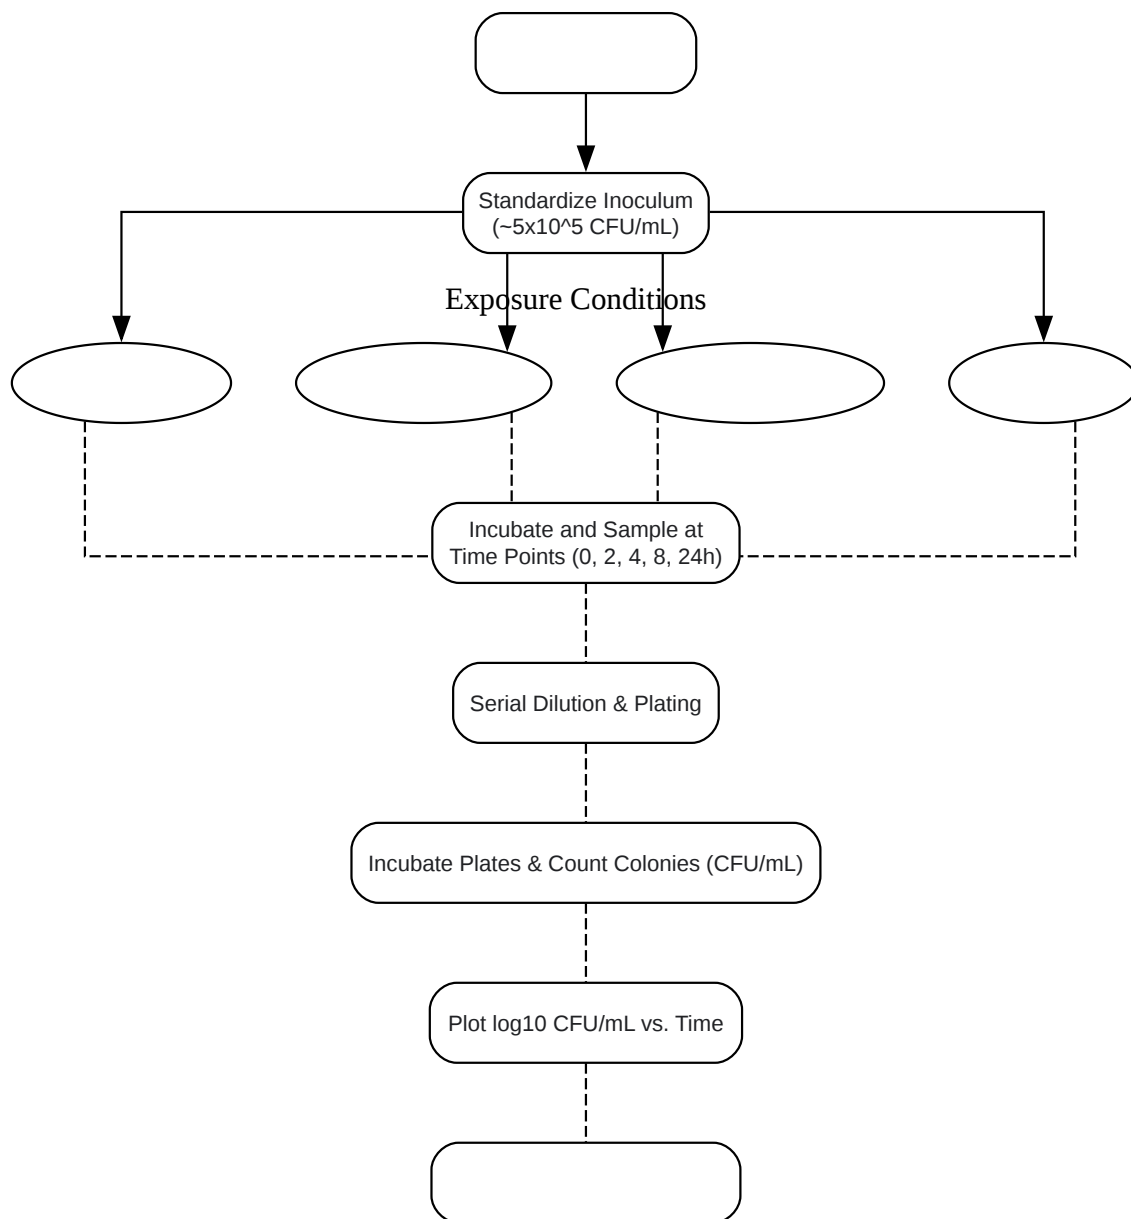 Standardize Inoculum
(~5x10^5 CFU/mL)
Exposure Conditions
Incubate and Sample at
Time Points (0, 2, 4, 8, 24h)
Serial Dilution & Plating
Incubate Plates & Count Colonies (CFU/mL)
Plot log10 CFU/mL vs. Time